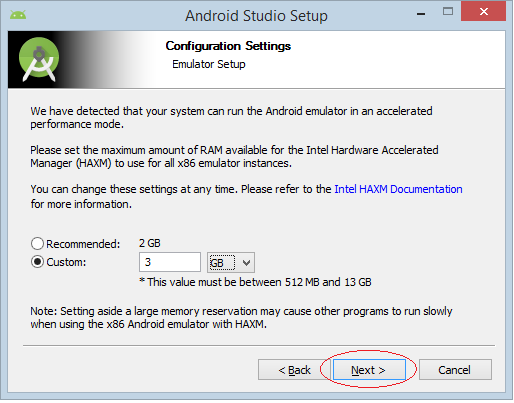 Android Studio Setup
Configuration Settings
Emulator Setup
We have detected that your system can run the Android emulator in an accelerated
performance mode.
Please set the maximum amount of RAM available for the Intel Hardware Accelerated
Manager (HAXM) to use for all x86 emulator instances.
You can change these settings at any time. Please refer to the Intel HAXM Documentation
for more information.
Recommended: 2 GB
Custom: 3 GB
* This value must be between 512 MB and 13 GB
Note: Setting aside a large memory reservation may cause other programs to run slowly
when using the x86 Android emulator with HAXM.
< Back Next > Cancel